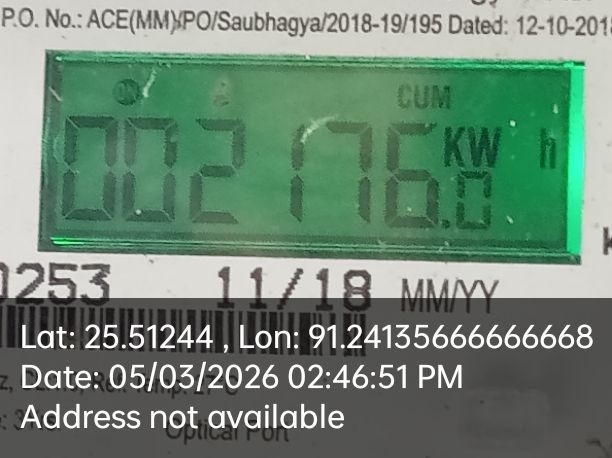 P.O. No.: ACE(MM)/PO/Saubhagya/2018-19/195 Dated: 12-10-201
CUM
002176.0 KW h
0253 11/18 MM/YY
Lat: 25.51244 , Lon: 91.24135666666668
Date: 05/03/2026 02:46:51 PM
Address not available
Optical Port